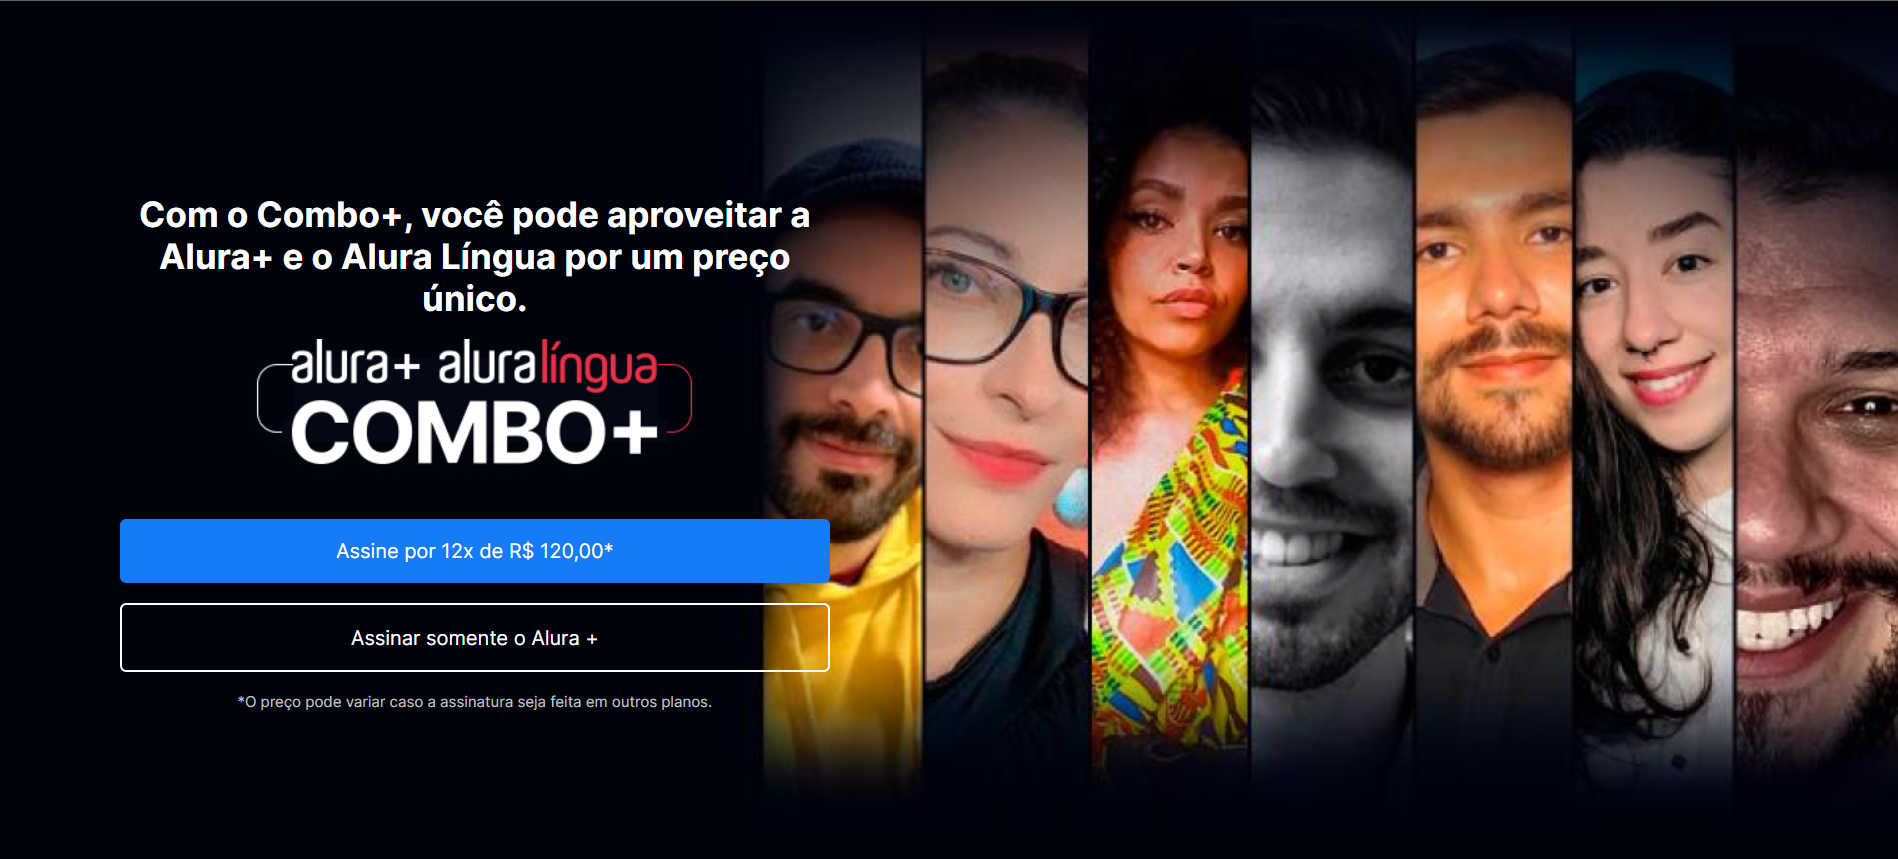 Com o Combo+, você pode aproveitar a
Alura+ e o Alura Língua por um preço
único.
alura+ aluralíngua
COMBO+
Assine por 12x de R$ 120,00*
Assinar somente o Alura +
*O preço pode variar caso a assinatura seja feita em outros planos.